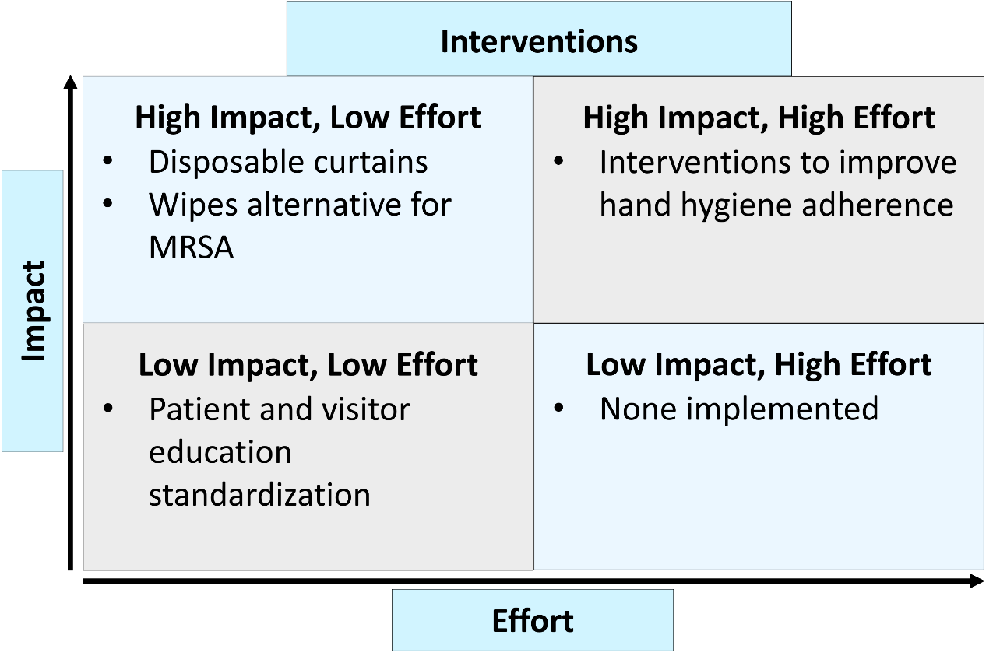 Interventions
High Impact, Low Effort
• Disposable curtains
• Wipes alternative for
MRSA
High Impact, High Effort
• Interventions to improve
hand hygiene adherence
Impact
Low Impact, Low Effort
• Patient and visitor
education
standardization
Low Impact, High Effort
• None implemented
Effort